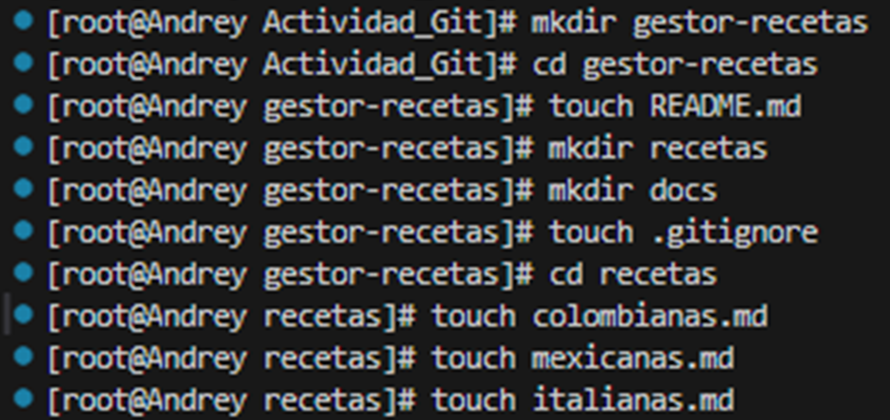 [root@Andrey Actividad_Git]# mkdir gestor-recetas
[root@Andrey Actividad_Git]# cd gestor-recetas
[root@Andrey gestor-recetas]# touch README.md
[root@Andrey gestor-recetas]# mkdir recetas
[root@Andrey gestor-recetas]# mkdir docs
[root@Andrey gestor-recetas]# touch .gitignore
[root@Andrey gestor-recetas]# cd recetas
[root@Andrey recetas]# touch colombianas.md
[root@Andrey recetas]# touch mexicanas.md
[root@Andrey recetas]# touch italianas.md